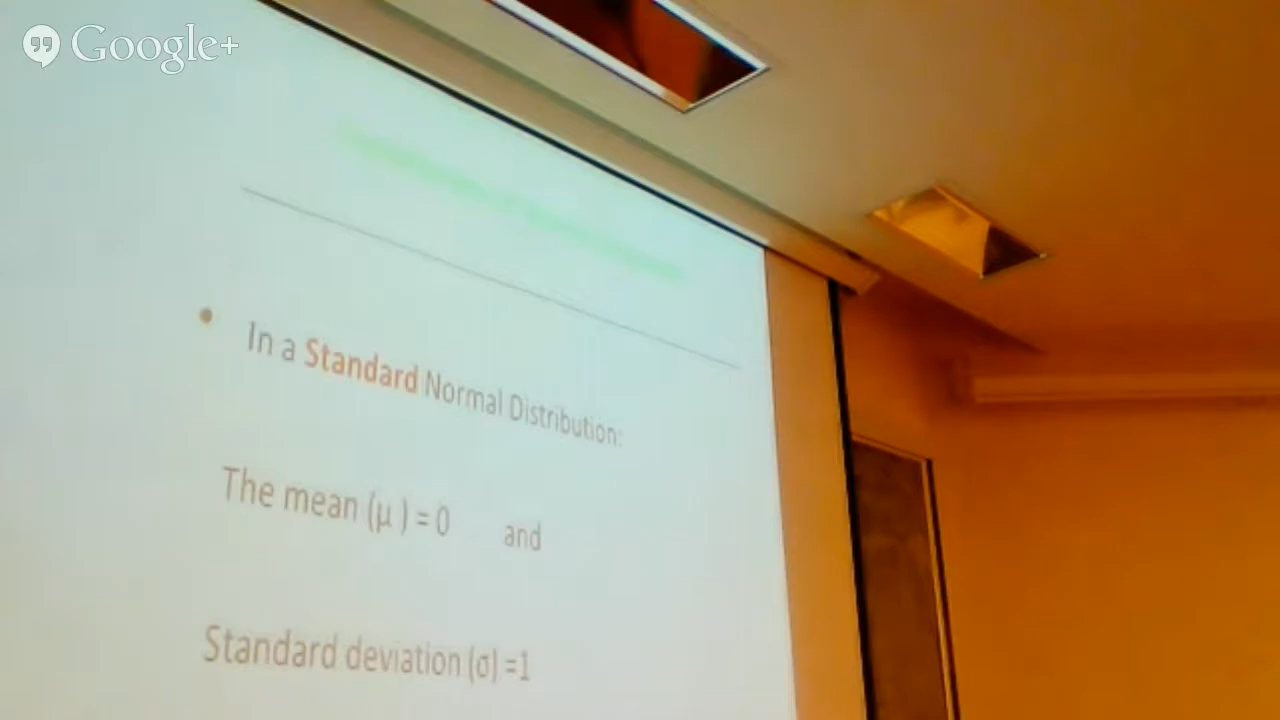 Google+
In a Standard Normal Distribution:
The mean (μ ) = 0 and
Standard deviation (σ) =1